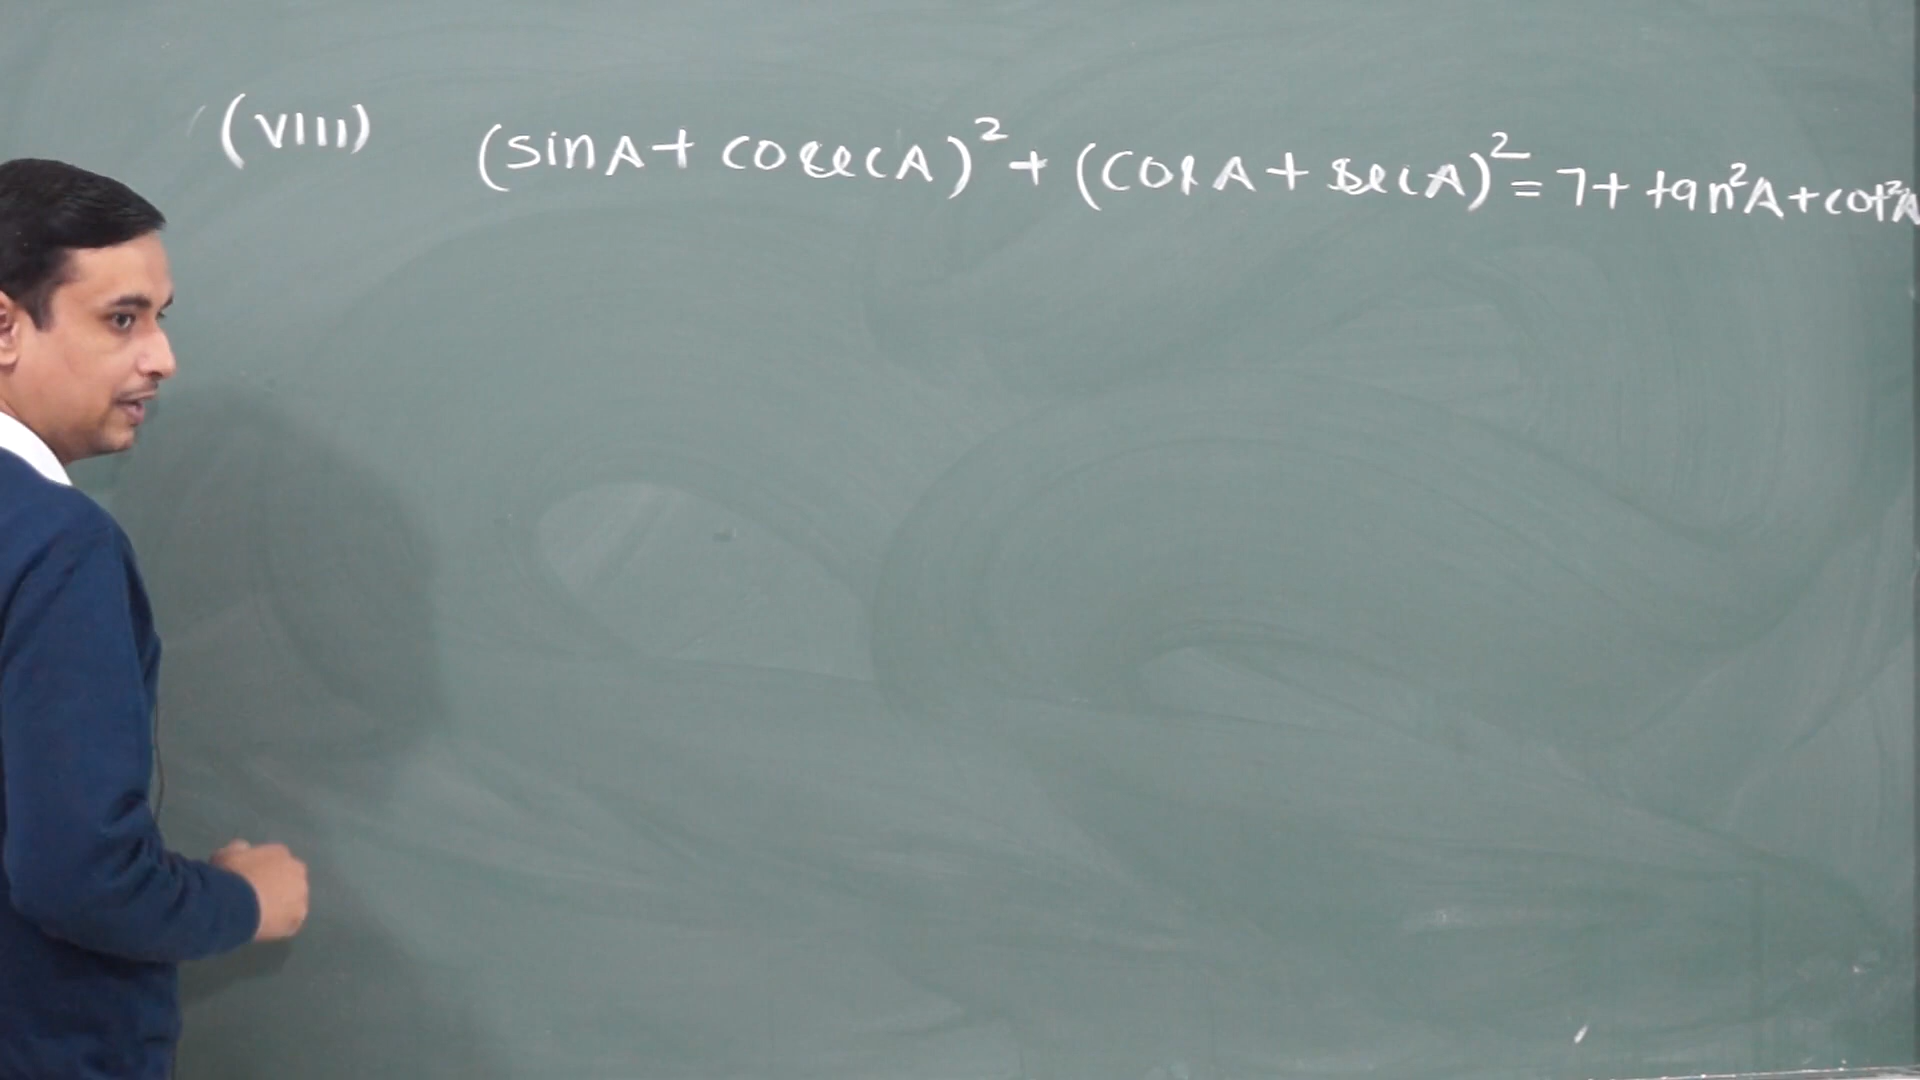 (VIII) (sinA + cosecA)² + (cosA + secA)² = 7 + tan²A + cot²A